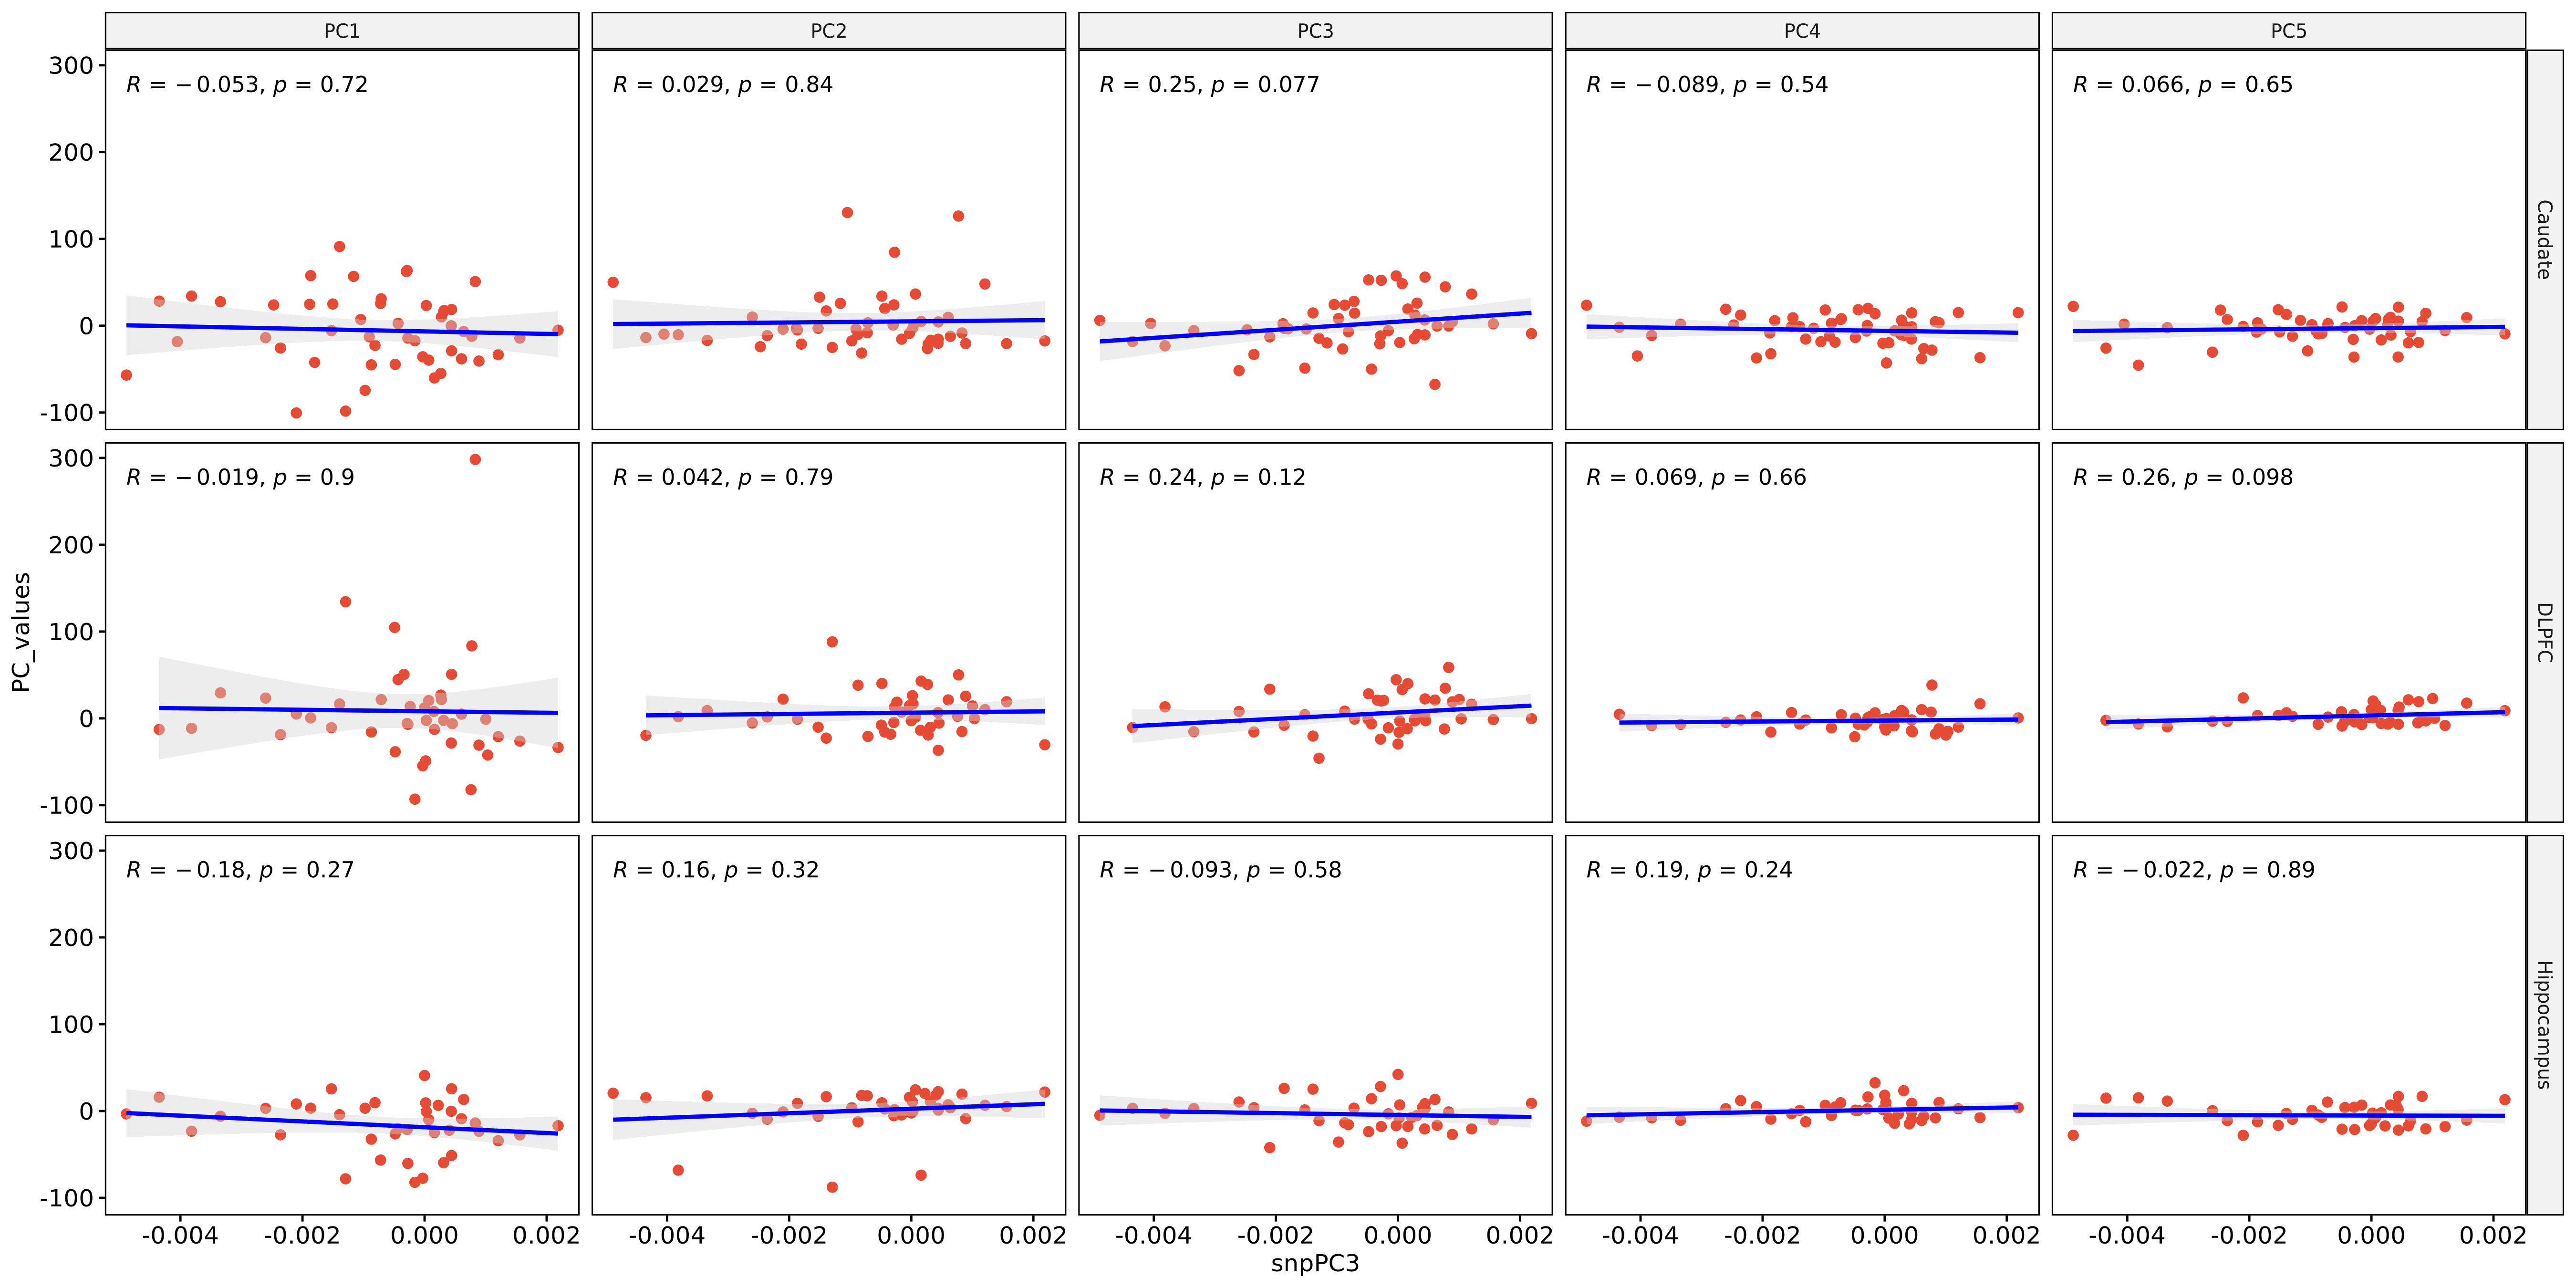 PC1 PC2 PC3 PC4 PC5
300 R = −0.053, p = 0.72 R = 0.029, p = 0.84 R = 0.25, p = 0.077 R = −0.089, p = 0.54 R = 0.066, p = 0.65
200
100
0
-100
Caudate
300 R = −0.019, p = 0.9 R = 0.042, p = 0.79 R = 0.24, p = 0.12 R = 0.069, p = 0.66 R = 0.26, p = 0.098
200
100
0
-100
DLPFC
PC_values
300 R = −0.18, p = 0.27 R = 0.16, p = 0.32 R = −0.093, p = 0.58 R = 0.19, p = 0.24 R = −0.022, p = 0.89
200
100
0
-100
Hippocampus
-0.004 -0.002 0.000 0.002 -0.004 -0.002 0.000 0.002 -0.004 -0.002 0.000 0.002 -0.004 -0.002 0.000 0.002 -0.004 -0.002 0.000 0.002
snpPC3